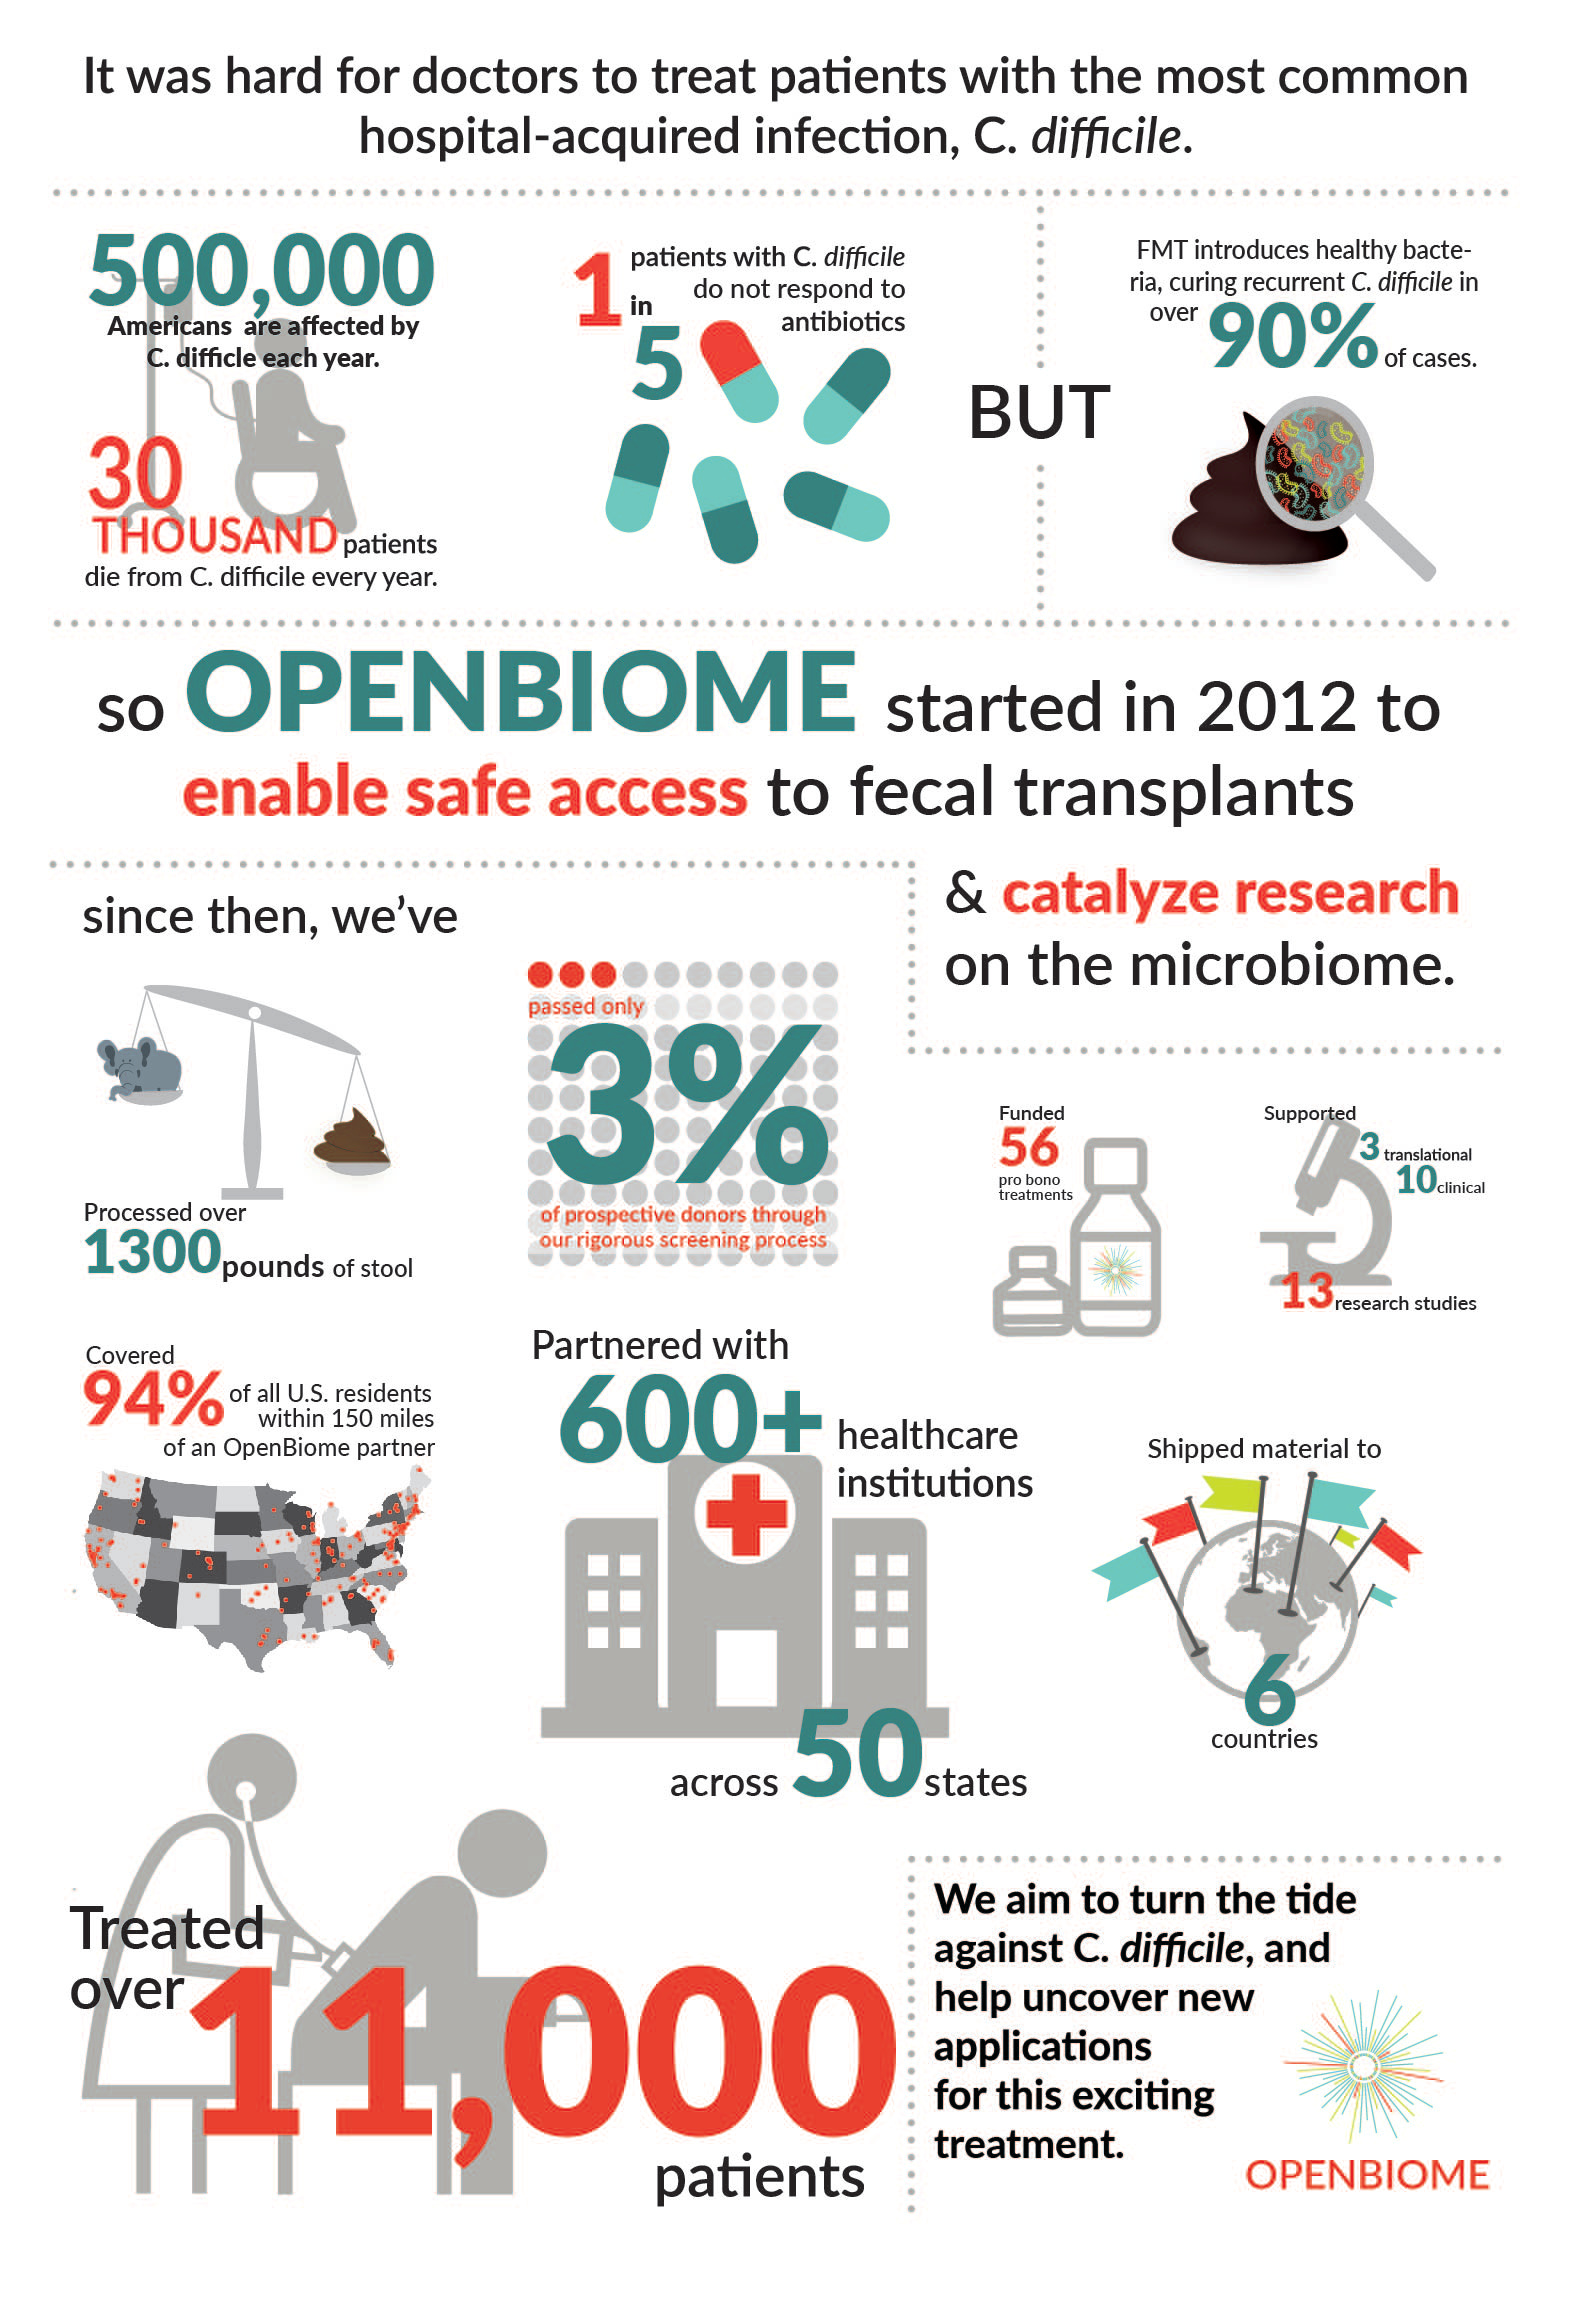 It was hard for doctors to treat patients with the most common
hospital-acquired infection, C. difficile.
500,000
Americans are affected by
C. difficle each year.
30
THOUSAND patients
die from C. difficile every year.
1 in 5
patients with C. difficile
do not respond to
antibiotics
BUT
FMT introduces healthy bacte-
ria, curing recurrent C. difficile in
over 90% of cases.
so OPENBIOME started in 2012 to
enable safe access to fecal transplants
& catalyze research
on the microbiome.
since then, we've
Processed over
1300 pounds of stool
passed only
3%
of prospective donors through
our rigorous screening process
Funded
56
pro bono
treatments
Supported
3 translational
10 clinical
13 research studies
Covered
94% of all U.S. residents
within 150 miles
of an OpenBiome partner
Partnered with
600+ healthcare
institutions
across 50 states
Shipped material to
6
countries
Treated
over 11,000
patients
We aim to turn the tide
against C. difficile, and
help uncover new
applications
for this exciting
treatment.
OPENBIOME